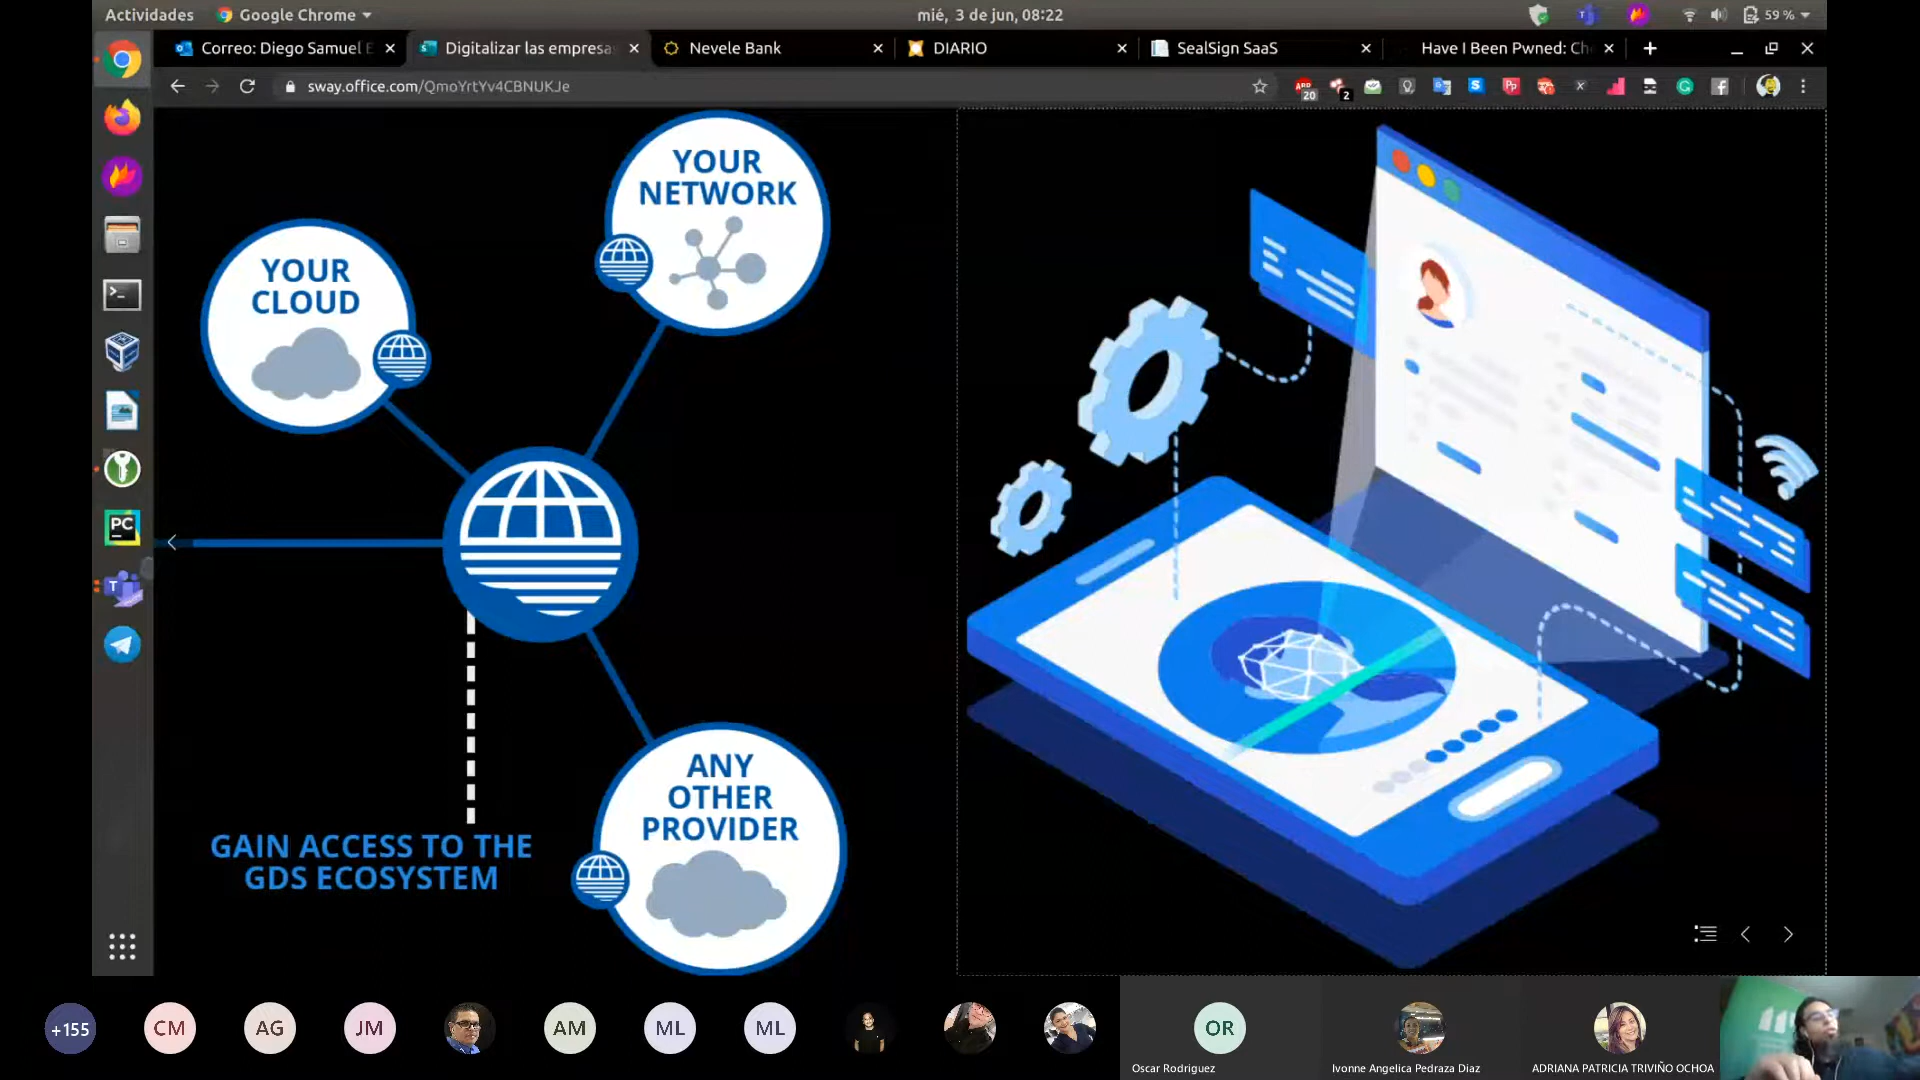 Actividades
Google Chrome
mié, 3 de jun, 08:22
59 %
Correo: Diego Samuel E
Digitalizar las empresa
Nevele Bank
DIARIO
SealSign SaaS
Have I Been Pwned: Ch
sway.office.com/QmoYrtYv4CBNUKJe
20
2
YOUR
NETWORK
YOUR
CLOUD
ANY
OTHER
PROVIDER
GAIN ACCESS TO THE
GDS ECOSYSTEM
PC
T
+155
CM
AG
JM
AM
ML
ML
OR
Oscar Rodriguez
Ivonne Angelica Pedraza Diaz
ADRIANA PATRICIA TRIVIÑO OCHOA